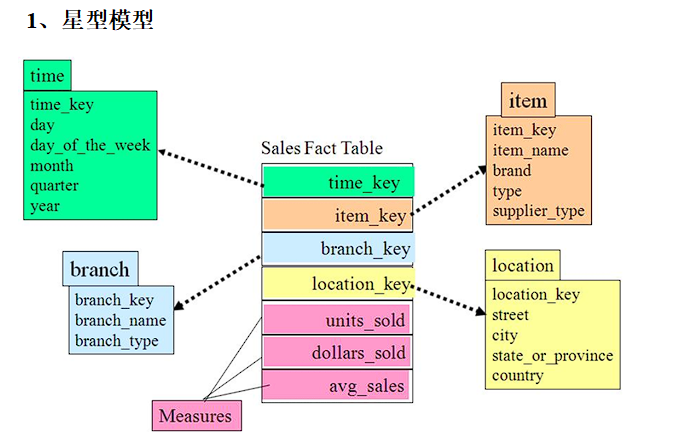 1、星型模型
time
time_key
day
day_of_the_week
month
quarter
year
Sales Fact Table
time_key
item_key
branch_key
location_key
units_sold
dollars_sold
avg_sales
Measures
branch
branch_key
branch_name
branch_type
item
item_key
item_name
brand
type
supplier_type
location
location_key
street
city
state_or_province
country